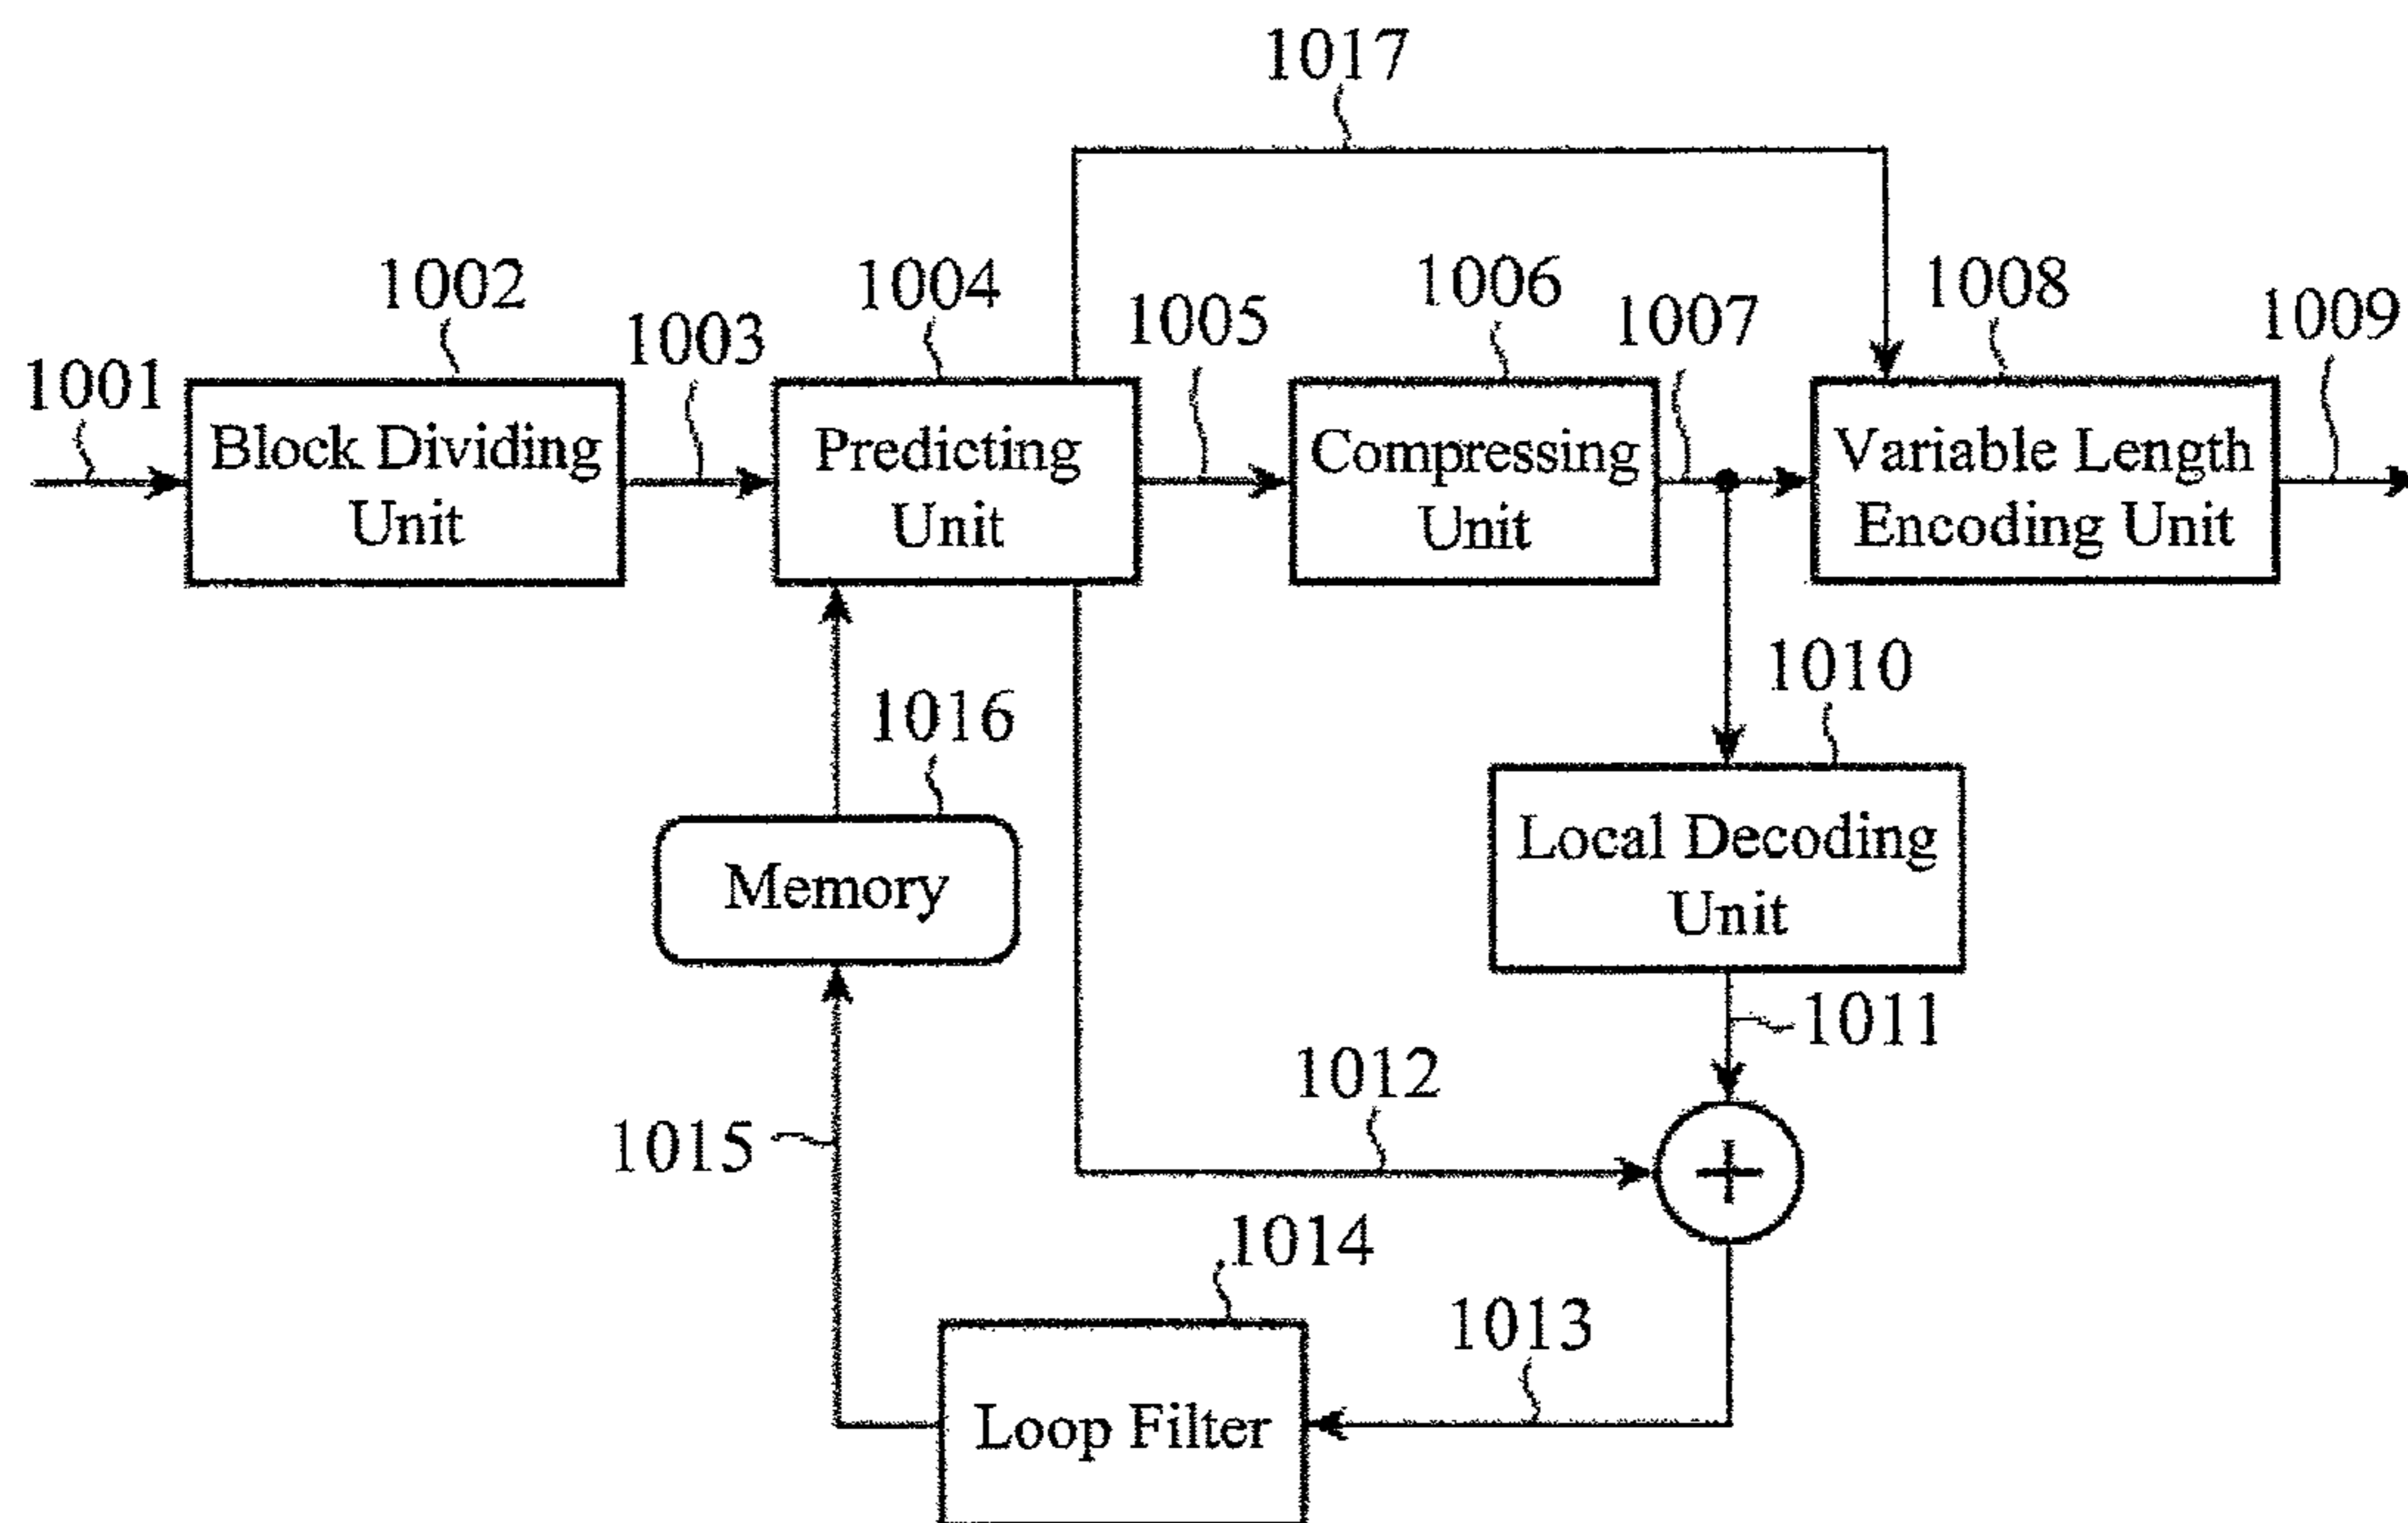 1017
1002
1004
1006
1008
1003
1005
1007
1009
1001
Block Dividing
Unit
Predicting
Unit
Compressing
Unit
Variable Length
Encoding Unit
1010
1016
Local Decoding
Unit
Memory
1011
1012
1015
+
1014
1013
Loop Filter